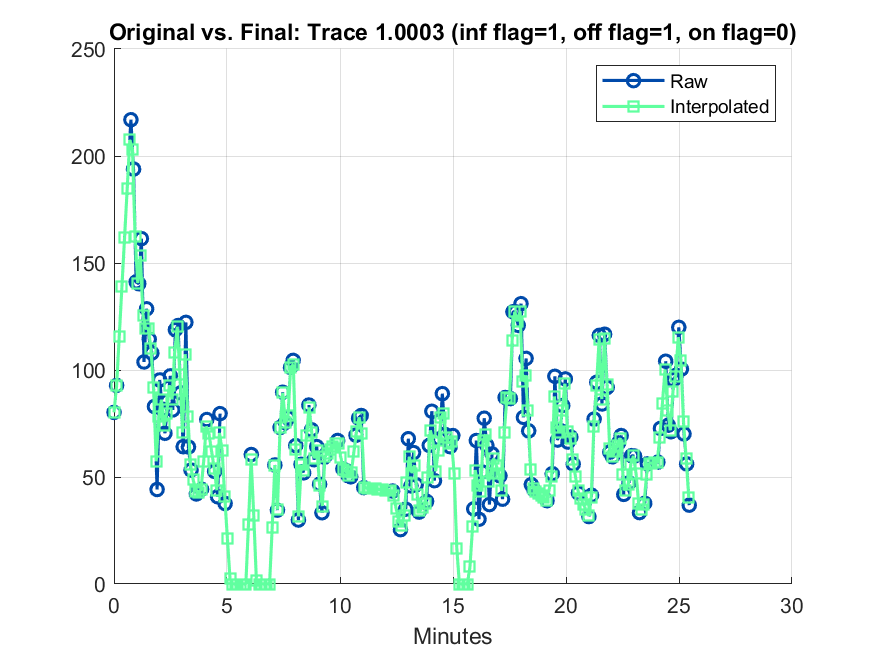 Original vs. Final: Trace 1.0003 (inf flag=1, off flag=1, on flag=0)
250
200
150
100
50
0
Raw
Interpolated
0 5 10 15 20 25 30
Minutes